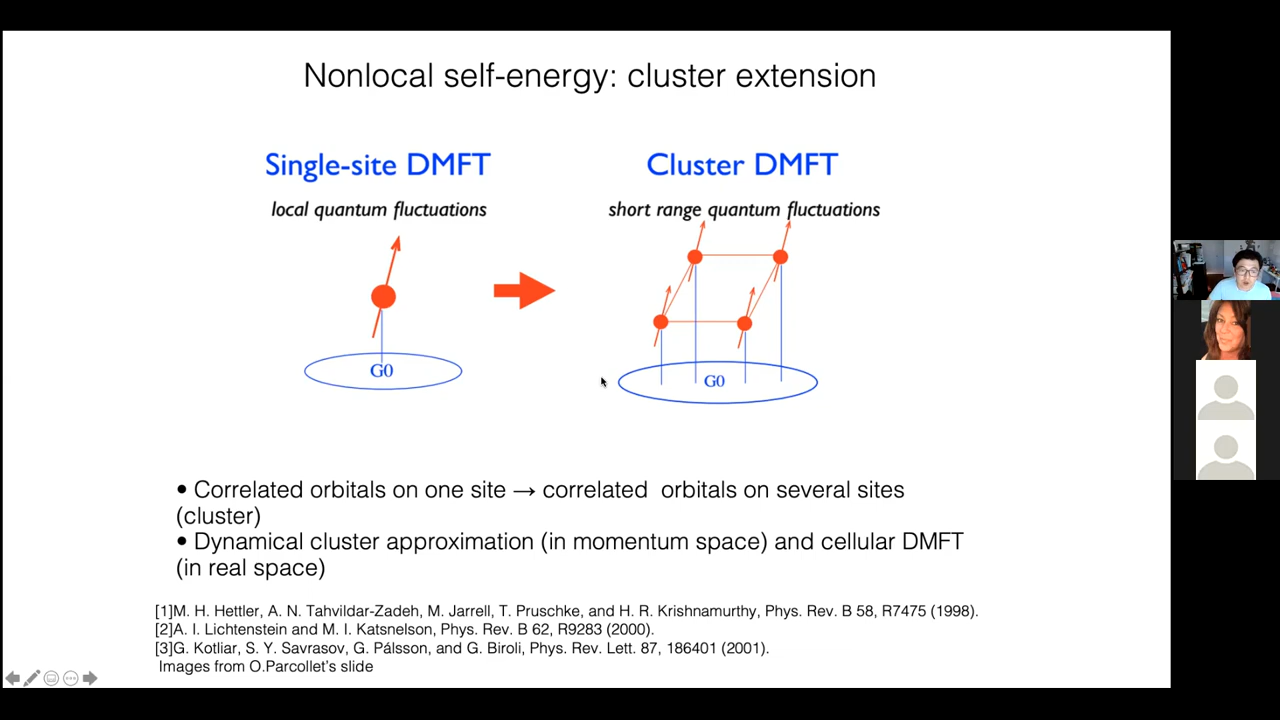 Nonlocal self-energy: cluster extension
Single-site DMFT
local quantum fluctuations
G0
Cluster DMFT
short range quantum fluctuations
G0
• Correlated orbitals on one site → correlated  orbitals on several sites
(cluster)
• Dynamical cluster approximation (in momentum space) and cellular DMFT
(in real space)
[1]M. H. Hettler, A. N. Tahvildar-Zadeh, M. Jarrell, T. Pruschke, and H. R. Krishnamurthy, Phys. Rev. B 58, R7475 (1998).
[2]A. I. Lichtenstein and M. I. Katsnelson, Phys. Rev. B 62, R9283 (2000).
[3]G. Kotliar, S. Y. Savrasov, G. Pálsson, and G. Biroli, Phys. Rev. Lett. 87, 186401 (2001).
Images from O.Parcollet's slide